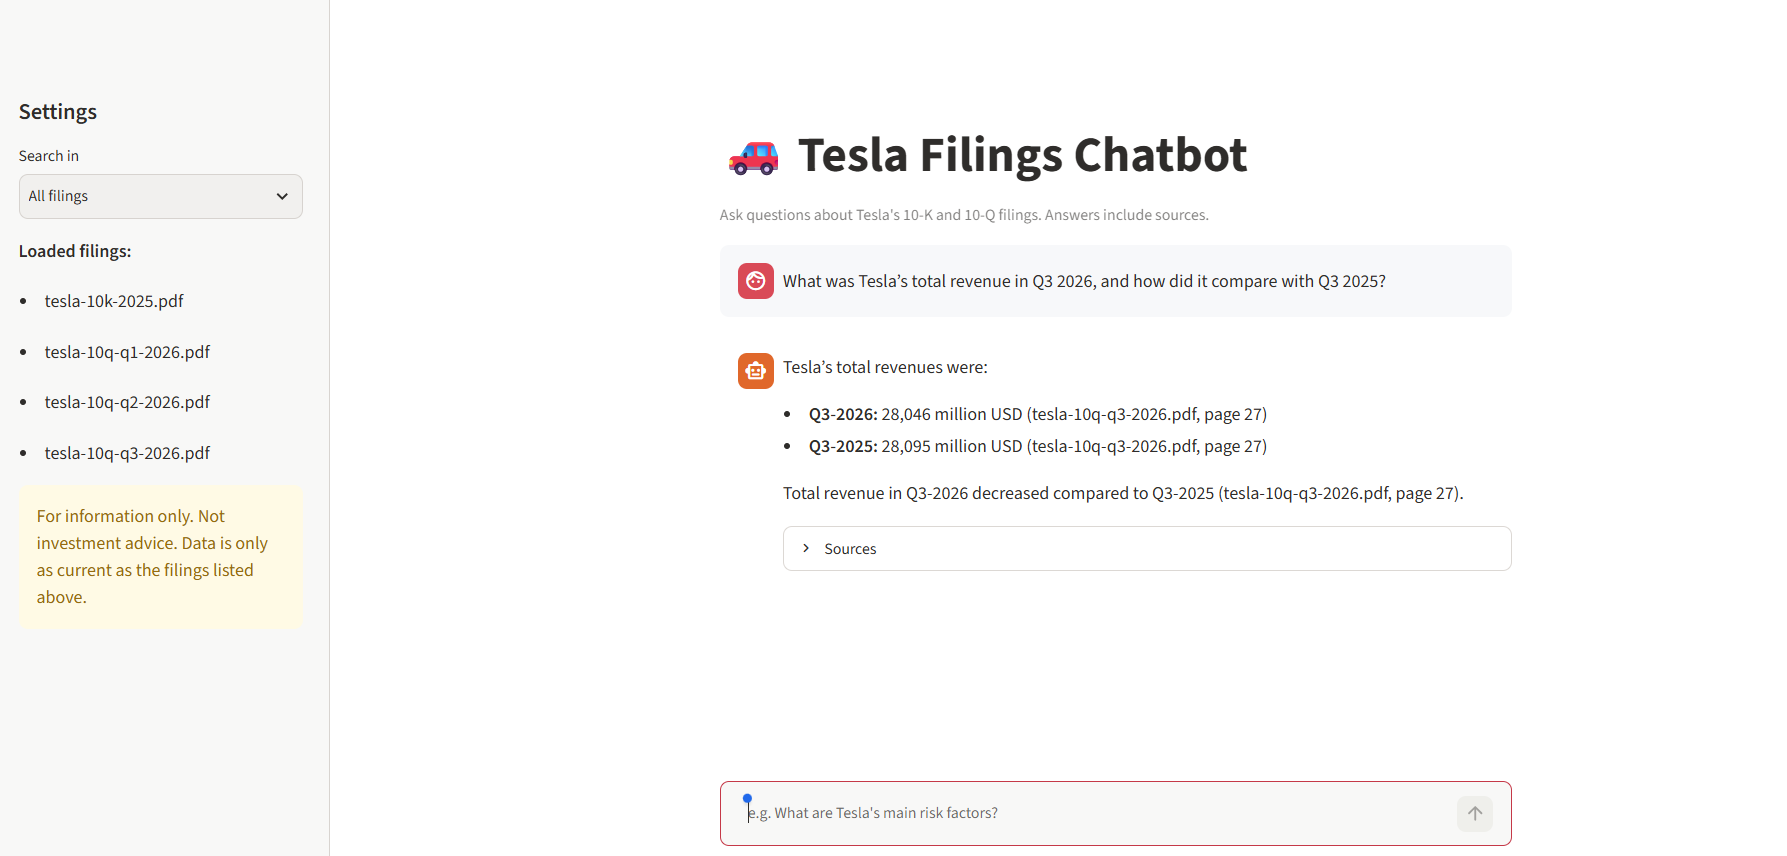 Settings
Search in
All filings
Loaded filings:
tesla-10k-2025.pdf
tesla-10q-q1-2026.pdf
tesla-10q-q2-2026.pdf
tesla-10q-q3-2026.pdf
For information only. Not
investment advice. Data is only
as current as the filings listed
above.
Tesla Filings Chatbot
Ask questions about Tesla's 10-K and 10-Q filings. Answers include sources.
What was Tesla’s total revenue in Q3 2026, and how did it compare with Q3 2025?
Tesla’s total revenues were:
• Q3-2026: 28,046 million USD (tesla-10q-q3-2026.pdf, page 27)
• Q3-2025: 28,095 million USD (tesla-10q-q3-2026.pdf, page 27)
Total revenue in Q3-2026 decreased compared to Q3-2025 (tesla-10q-q3-2026.pdf, page 27).
Sources
e.g. What are Tesla's main risk factors?